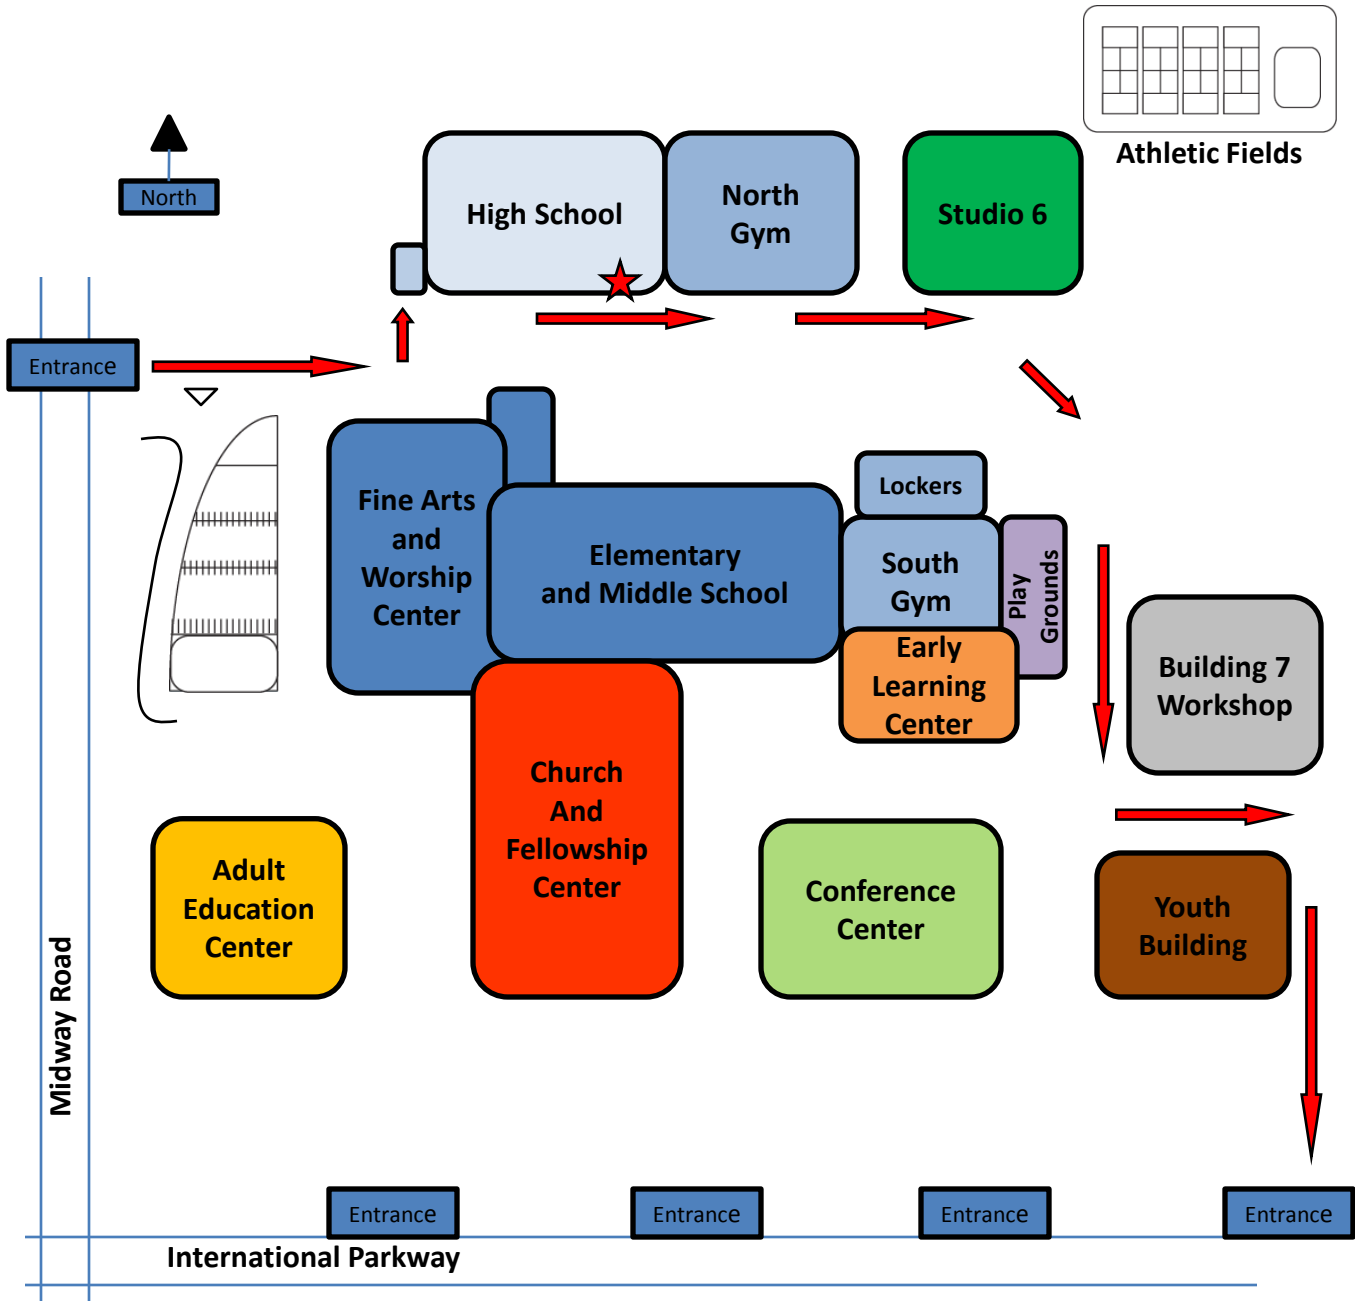 Athletic Fields
North
High School
North
Gym
Studio 6
Entrance
Fine Arts
and
Worship
Center
Elementary
and Middle School
Lockers
South
Gym
Play
Grounds
Early
Learning
Center
Building 7
Workshop
Church
And
Fellowship
Center
Adult
Education
Center
Conference
Center
Youth
Building
Midway Road
Entrance
Entrance
Entrance
Entrance
International Parkway